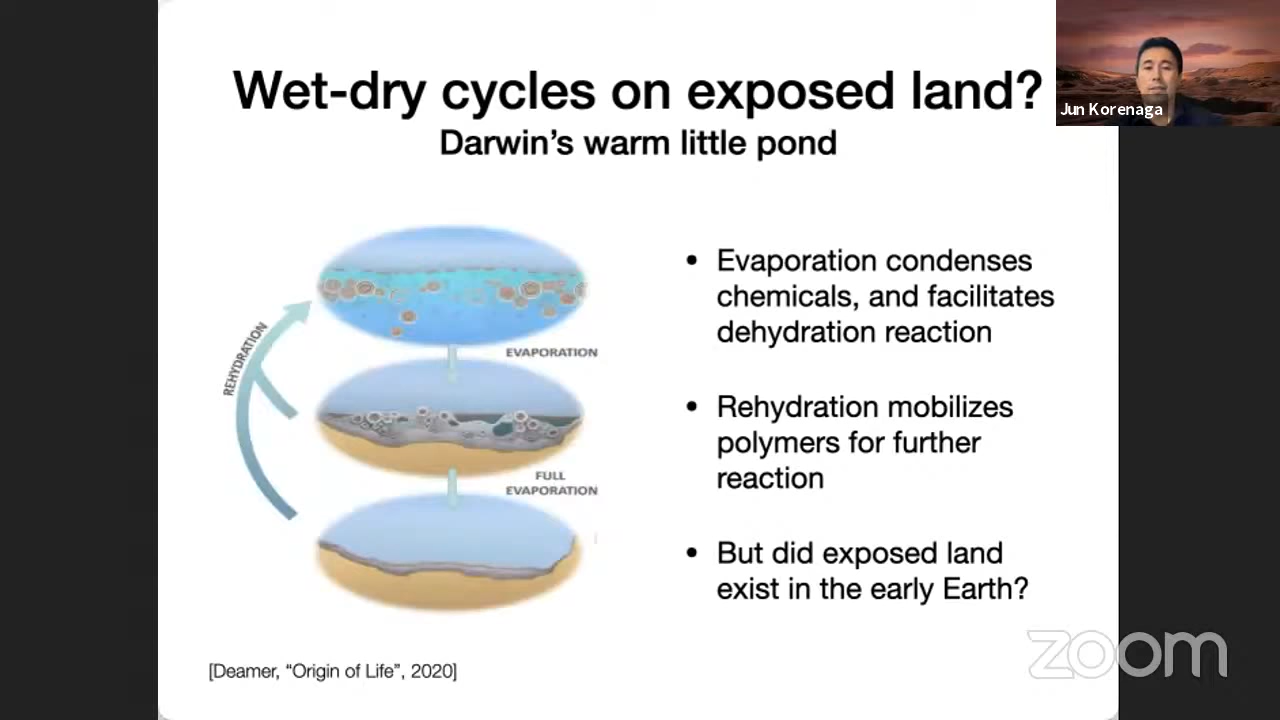 Wet-dry cycles on exposed land?
Darwin's warm little pond
Jun Korenaga
REHYDRATION
EVAPORATION
FULL
EVAPORATION
• Evaporation condenses
chemicals, and facilitates
dehydration reaction
• Rehydration mobilizes
polymers for further
reaction
• But did exposed land
exist in the early Earth?
[Deamer, “Origin of Life”, 2020]
zoom